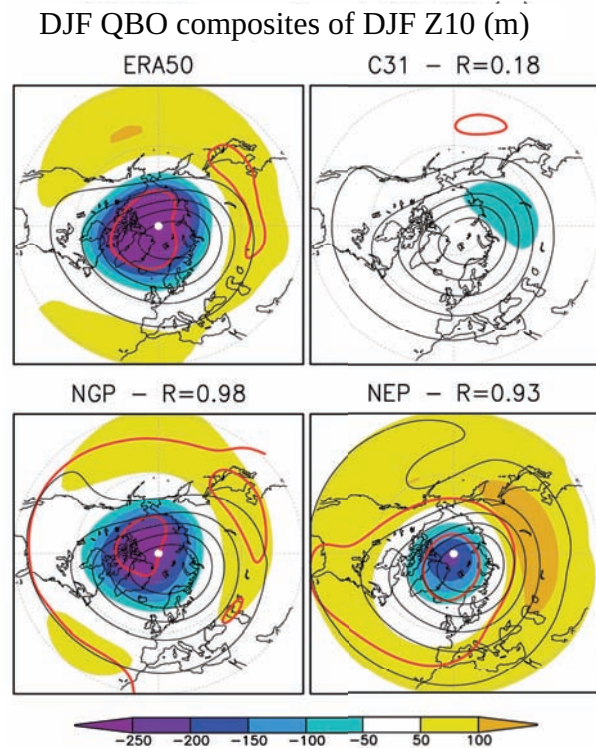 DJF QBO composites of DJF Z10 (m)
ERA50
C31 − R=0.18
NGP − R=0.98
NEP − R=0.93
−250 −200 −150 −100 −50 50 100